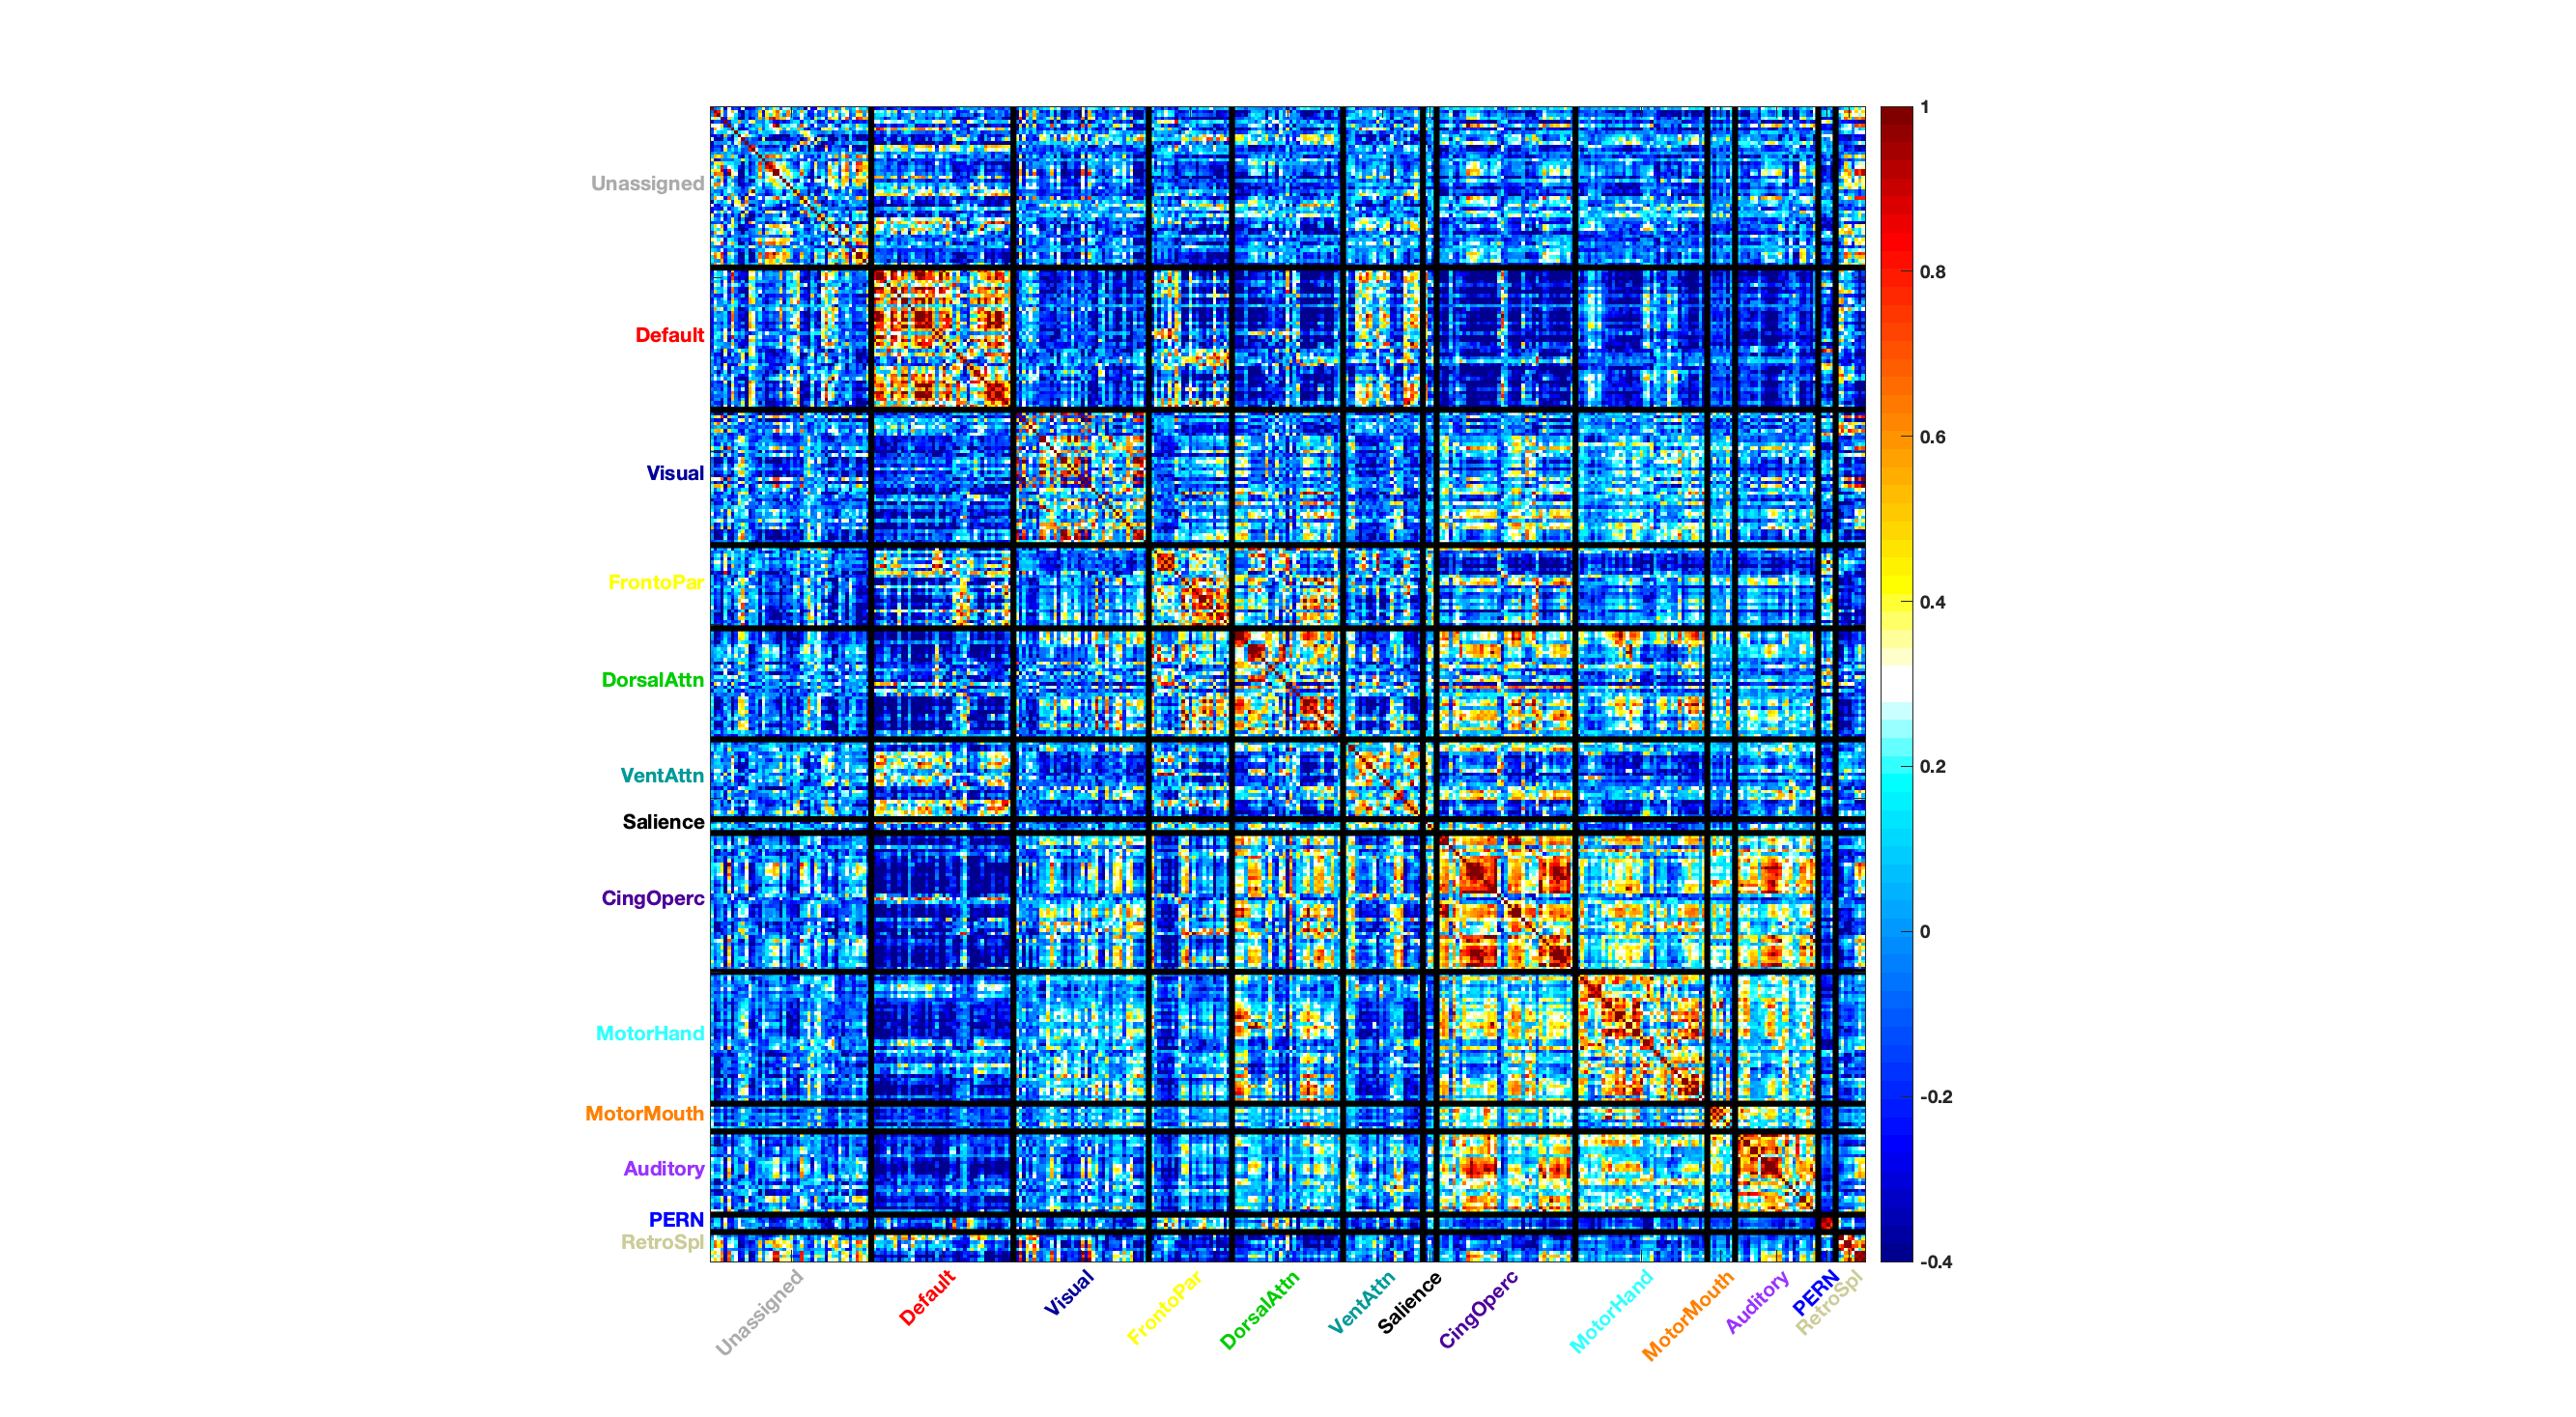 Unassigned
Default
Visual
FrontoPar
DorsalAttn
VentAttn
Salience
CingOperc
MotorHand
MotorMouth
Auditory
PERN
RetroSpl
Unassigned
Default
Visual
FrontoPar
DorsalAttn
VentAttn
Salience
CingOperc
MotorHand
MotorMouth
Auditory
PERN
RetroSpl
1
0.8
0.6
0.4
0.2
0
-0.2
-0.4